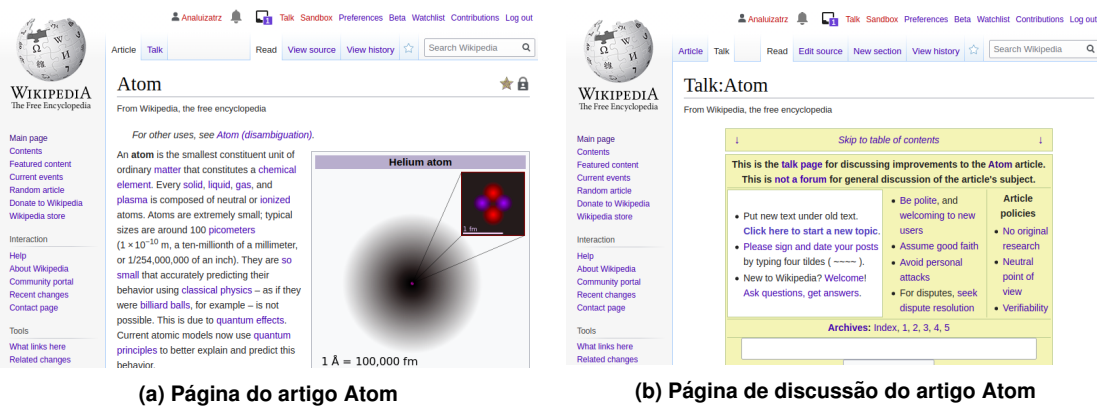 Analuizatrz 1 Talk Sandbox Preferences Beta Watchlist Contributions Log out
Article Talk Read View source View history Search Wikipedia
WIKIPEDIA
The Free Encyclopedia
Main page
Contents
Featured content
Current events
Random article
Donate to Wikipedia
Wikipedia store
Interaction
Help
About Wikipedia
Community portal
Recent changes
Contact page
Tools
What links here
Related changes
Atom
From Wikipedia, the free encyclopedia
For other uses, see Atom (disambiguation).
An atom is the smallest constituent unit of
ordinary matter that constitutes a chemical
element. Every solid, liquid, gas, and
plasma is composed of neutral or ionized
atoms. Atoms are extremely small; typical
sizes are around 100 picometers
(1 × 10⁻¹⁰ m, a ten-millionth of a millimeter,
or 1/254,000,000 of an inch). They are so
small that accurately predicting their
behavior using classical physics – as if they
were billiard balls, for example – is not
possible. This is due to quantum effects.
Current atomic models now use quantum
principles to better explain and predict this
behavior.
Helium atom
1 fm
1 Å = 100,000 fm
(a) Página do artigo Atom
Analuizatrz 1 Talk Sandbox Preferences Beta Watchlist Contributions Log out
Article Talk Read Edit source New section View history Search Wikipedia
WIKIPEDIA
The Free Encyclopedia
Main page
Contents
Featured content
Current events
Random article
Donate to Wikipedia
Wikipedia store
Interaction
Help
About Wikipedia
Community portal
Recent changes
Contact page
Tools
What links here
Related changes
Talk:Atom
From Wikipedia, the free encyclopedia
↓ Skip to table of contents ↓
This is the talk page for discussing improvements to the Atom article.
This is not a forum for general discussion of the article's subject.
• Put new text under old text.
Click here to start a new topic.
• Please sign and date your posts
by typing four tildes ( ~~~~ ).
• New to Wikipedia? Welcome!
Ask questions, get answers.
• Be polite, and
welcoming to new
users
• Assume good faith
• Avoid personal
attacks
• For disputes, seek
dispute resolution
Article
policies
• No original
research
• Neutral
point of
view
• Verifiability
Archives: Index, 1, 2, 3, 4, 5
(b) Página de discussão do artigo Atom